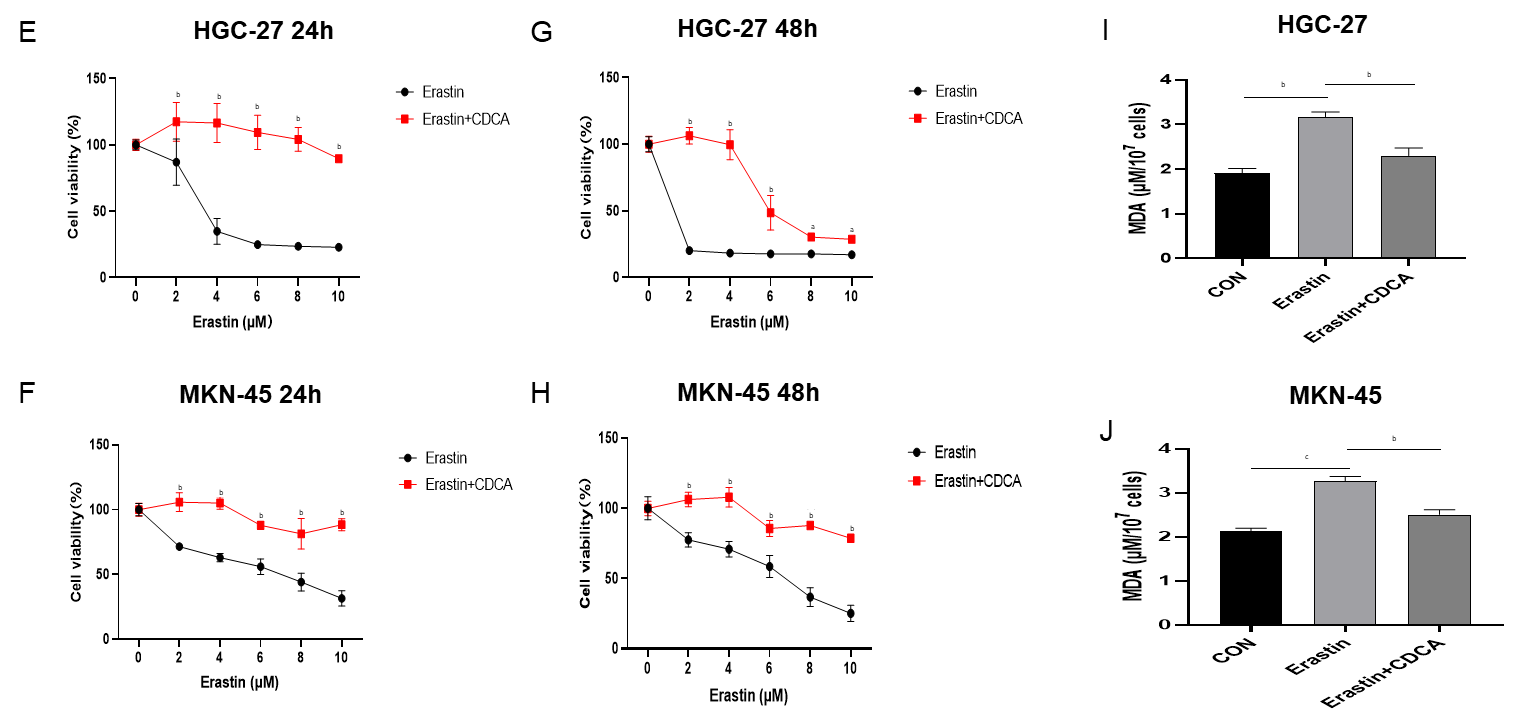 E
HGC-27 24h
150
100
50
0
Cell viability (%)
b
b
b
b
b
0 2 4 6 8 10
Erastin (μM)
Erastin
Erastin+CDCA
G
HGC-27 48h
150
100
50
0
Cell viability (%)
b
b
b
a
a
0 2 4 6 8 10
Erastin (μM)
Erastin
Erastin+CDCA
I
HGC-27
4
3
2
1
0
MDA (μM/10⁷ cells)
b
b
CON
Erastin
Erastin+CDCA
F
MKN-45 24h
150
100
50
0
Cell viability (%)
b
b
b
b
b
0 2 4 6 8 10
Erastin (μM)
Erastin
Erastin+CDCA
H
MKN-45 48h
150
100
50
0
Cell viability (%)
b
b
b
b
b
0 2 4 6 8 10
Erastin (μM)
Erastin
Erastin+CDCA
J
MKN-45
4
3
2
1
0
MDA (μM/10⁷ cells)
c
b
CON
Erastin
Erastin+CDCA